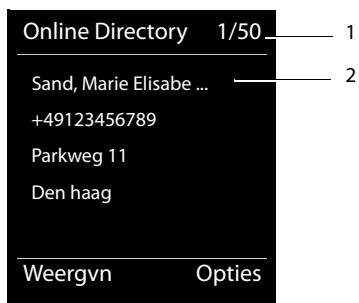 Online Directory 1/50 1
Sand, Marie Elisabe ... 2
+49123456789
Parkweg 11
Den haag
Weergvn Opties